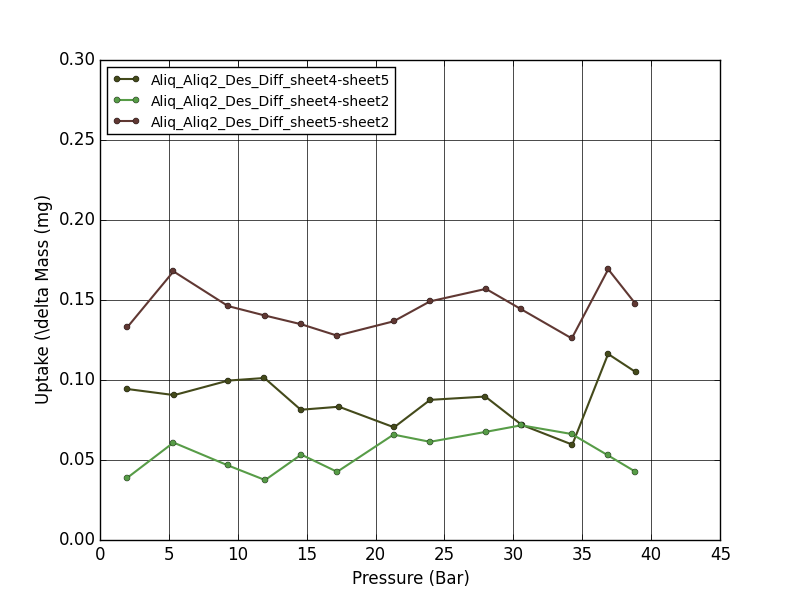 0.30
0.25
0.20
0.15
0.10
0.05
0.00
Uptake (\delta Mass (mg)
Aliq_Aliq2_Des_Diff_sheet4-sheet5
Aliq_Aliq2_Des_Diff_sheet4-sheet2
Aliq_Aliq2_Des_Diff_sheet5-sheet2
0 5 10 15 20 25 30 35 40 45
Pressure (Bar)